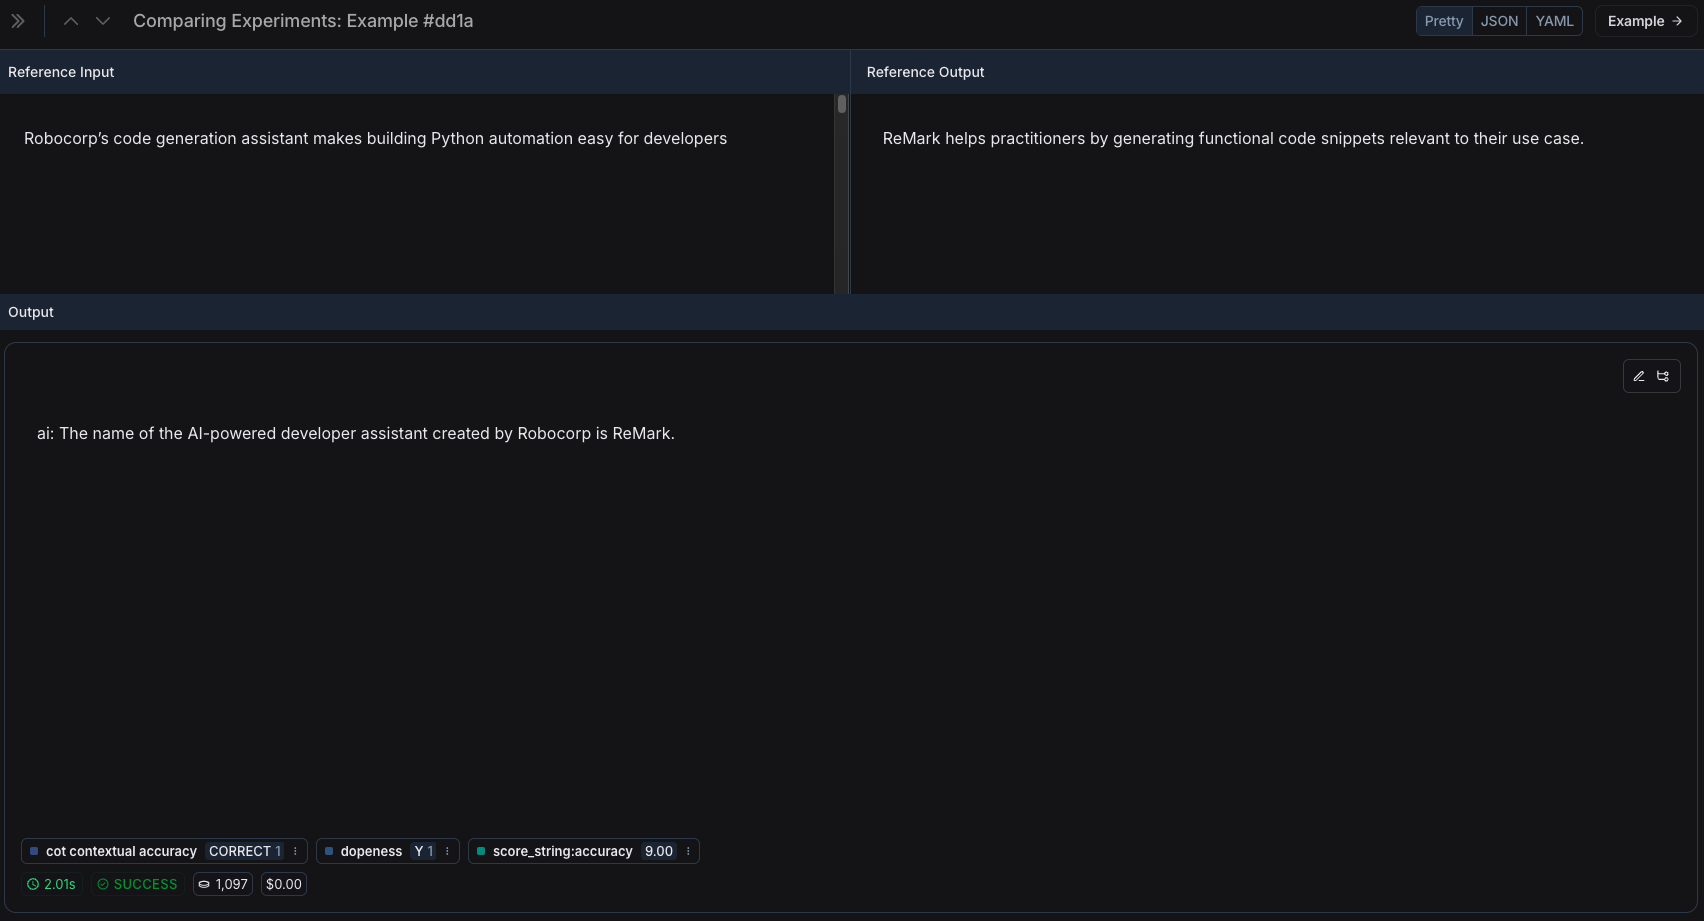 Comparing Experiments: Example #dd1a
Pretty JSON YAML Example →
Reference Input
Reference Output
Robocorp’s code generation assistant makes building Python automation easy for developers
ReMark helps practitioners by generating functional code snippets relevant to their use case.
Output
ai: The name of the AI-powered developer assistant created by Robocorp is ReMark.
cot contextual accuracy CORRECT 1 dopeness Y 1 score_string:accuracy 9.00
2.01s SUCCESS 1,097 $0.00